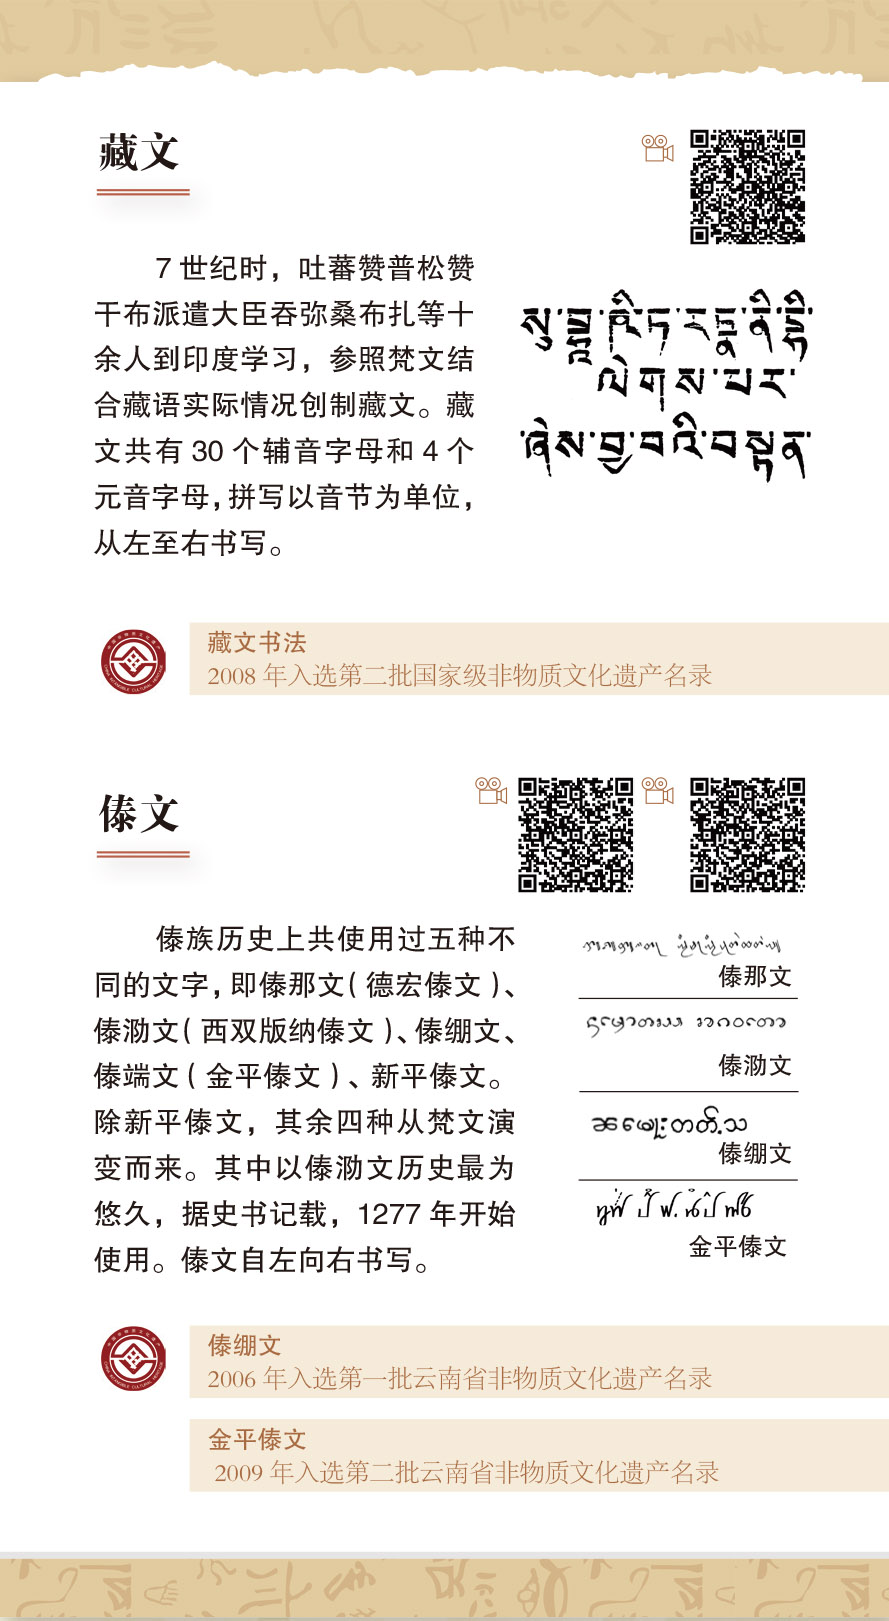 藏文
7 世纪时，吐蕃赞普松赞
干布派遣大臣吞弥桑布扎等十
余人到印度学习，参照梵文结
合藏语实际情况创制藏文。藏
文共有 30 个辅音字母和 4 个
元音字母，拼写以音节为单位，
从左至右书写。
ལེགས་པར་
藏文书法
2008 年入选第二批国家级非物质文化遗产名录
傣文
傣族历史上共使用过五种不
同的文字，即傣那文（德宏傣文）、
傣泐文（西双版纳傣文）、傣绷文、
傣端文（金平傣文）、新平傣文。
除新平傣文，其余四种从梵文演
变而来。其中以傣泐文历史最为
悠久，据史书记载，1277 年开始
使用。傣文自左向右书写。
傣那文
傣泐文
傣绷文
金平傣文
傣绷文
2006 年入选第一批云南省非物质文化遗产名录
金平傣文
2009 年入选第二批云南省非物质文化遗产名录